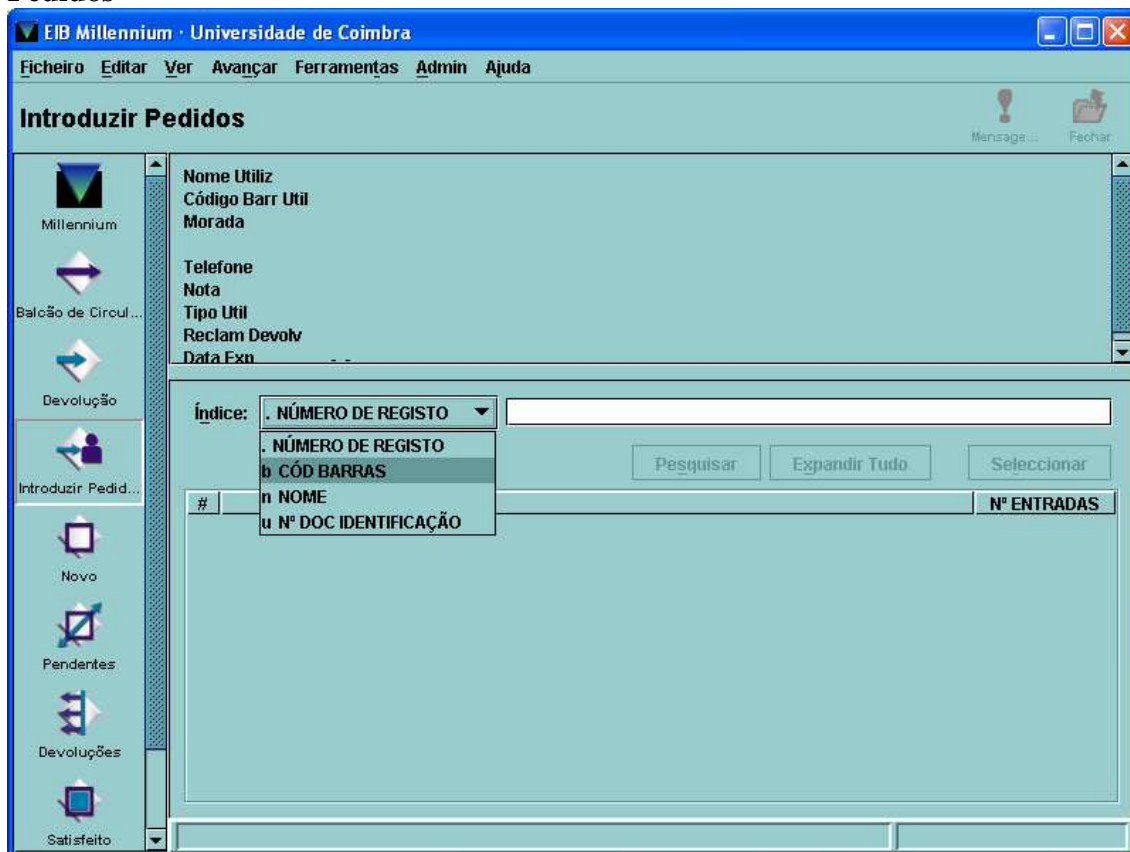 EIB Millennium · Universidade de Coimbra
Ficheiro Editar Ver Avançar Ferramentas Admin Ajuda
Introduzir Pedidos
Mensage... Fechar
Millennium
Balcão de Circul...
Devolução
Introduzir Pedid...
Novo
Pendentes
Devoluções
Satisfeito
Nome Utiliz
Código Barr Util
Morada
Telefone
Nota
Tipo Util
Reclam Devolv
Data Exp - -
Índice: . NÚMERO DE REGISTO
. NÚMERO DE REGISTO
b CÓD BARRAS
n NOME
u Nº DOC IDENTIFICAÇÃO
Pesquisar Expandir Tudo Seleccionar
# Nº ENTRADAS